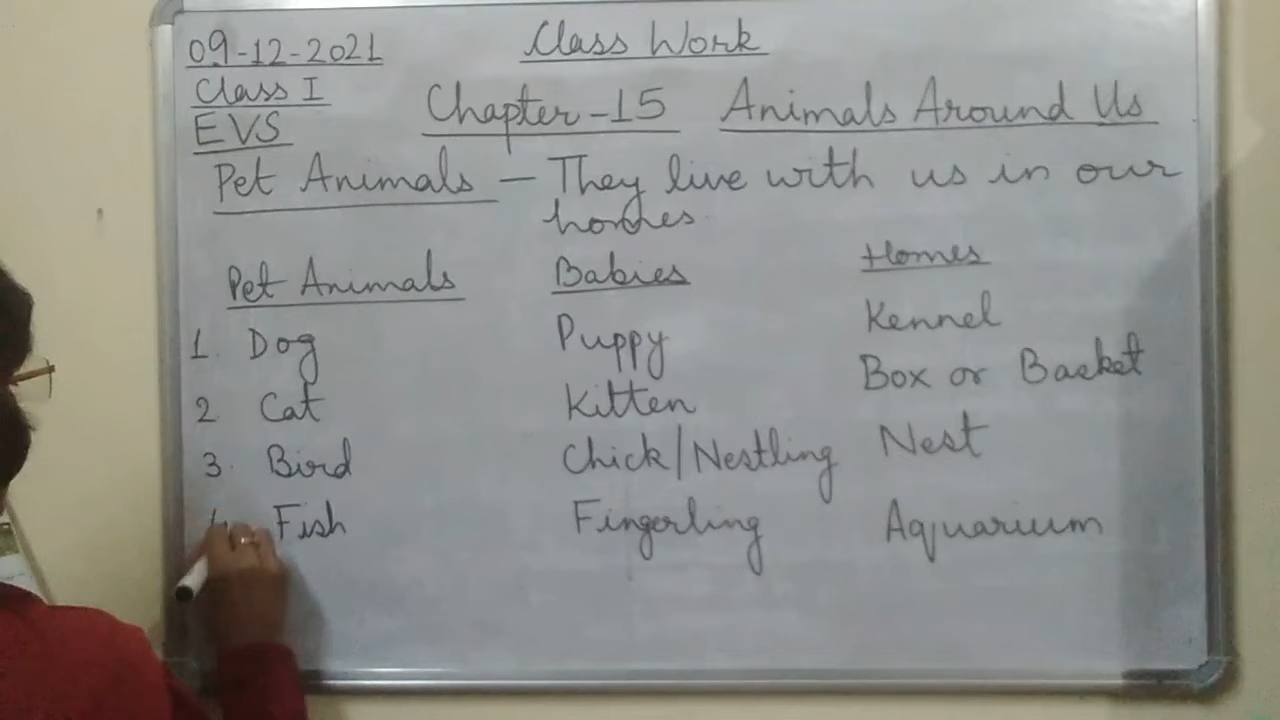 09-12-2021
Class Work
Class I
EVS
Chapter-15 Animals Around Us
Pet Animals - They live with us in our
homes.
Pet Animals Babies Homes
1. Dog Puppy Kennel
2. Cat Kitten Box or Basket
3. Bird Chick/Nestling Nest
4. Fish Fingerling Aquarium